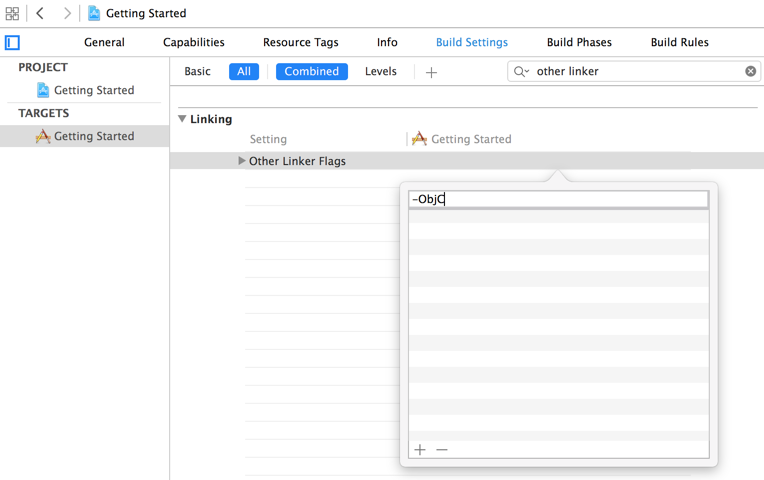 Getting Started
General Capabilities Resource Tags Info Build Settings Build Phases Build Rules
PROJECT
Getting Started
TARGETS
Getting Started
Basic All Combined Levels other linker
Linking
Setting Getting Started
Other Linker Flags
-ObjC